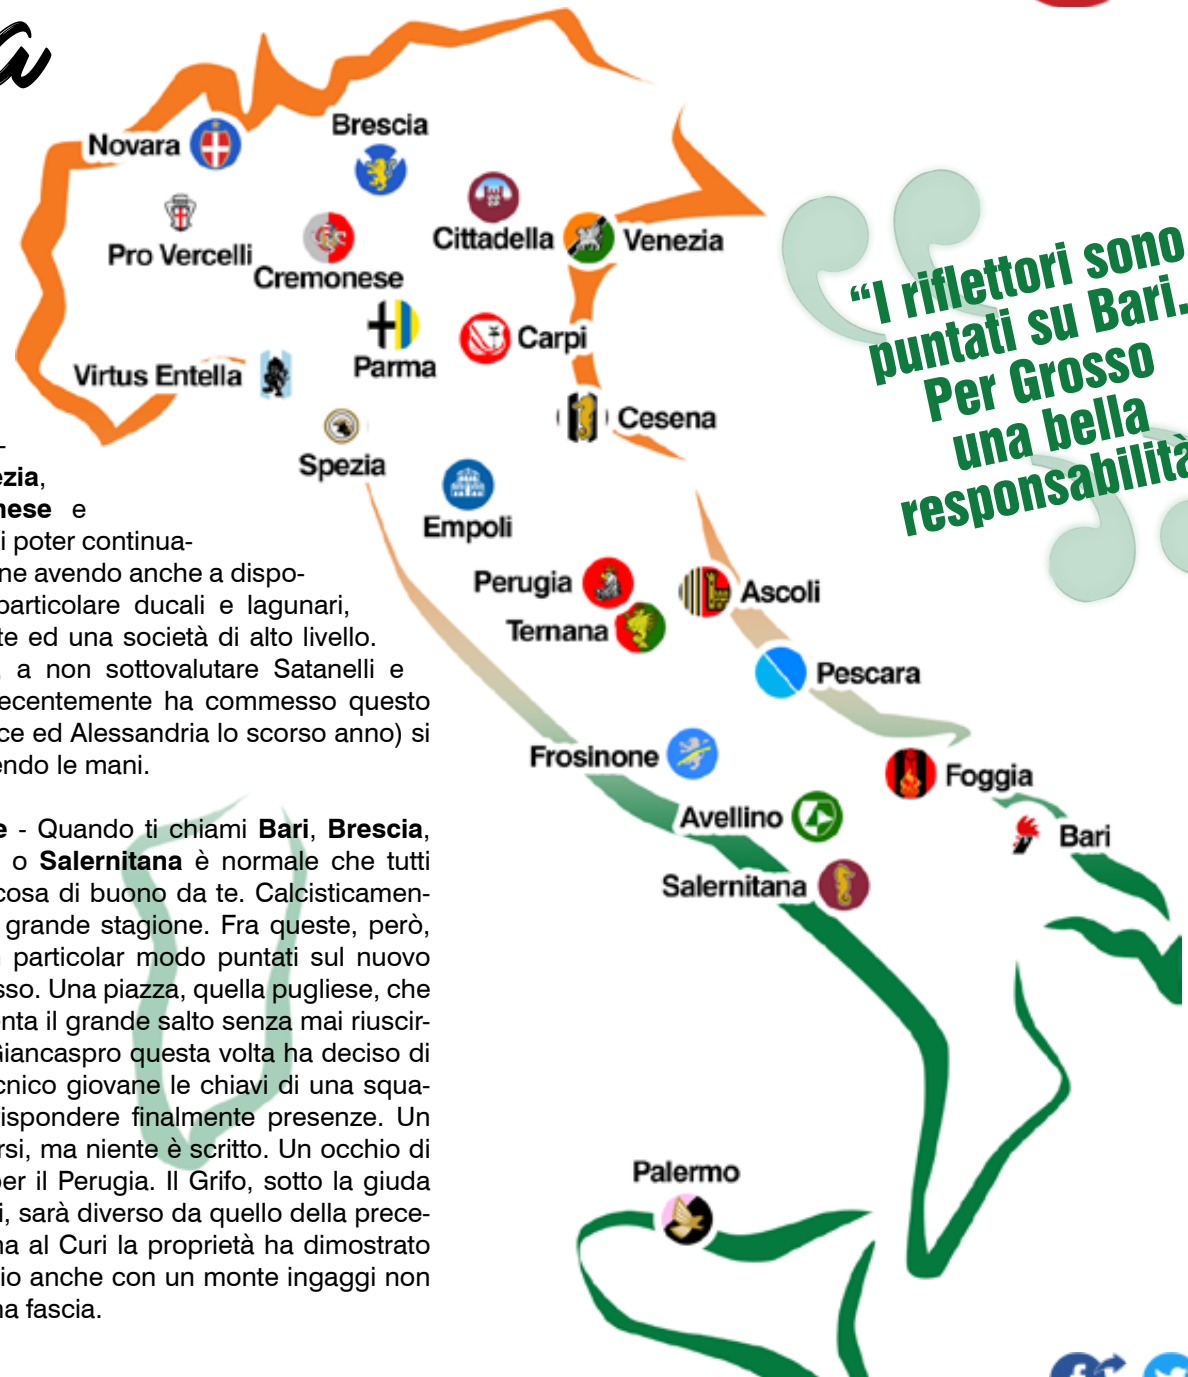 a
Novara
Brescia
Pro Vercelli
Cremonese
Cittadella
Venezia
Parma
Carpi
Virtus Entella
Cesena
Spezia
Empoli
Perugia
Ascoli
Ternana
Pescara
Frosinone
Foggia
Avellino
Bari
Salernitana
Palermo
“I riflettori sono
puntati su Bari.
Per Grosso
una bella
responsabilità
-
ezia,
nese e
i poter continua-
ne avendo anche a dispo-
particolare ducali e lagunari,
te ed una società di alto livello.
a non sottovalutare Satanelli e
recentemente ha commesso questo
ce ed Alessandria lo scorso anno) si
endo le mani.
e - Quando ti chiami Bari, Brescia,
o Salernitana è normale che tutti
cosa di buono da te. Calcisticamen-
grande stagione. Fra queste, però,
particolar modo puntati sul nuovo
sso. Una piazza, quella pugliese, che
enta il grande salto senza mai riuscir-
Giancaspro questa volta ha deciso di
cnico giovane le chiavi di una squa-
rispondere finalmente presenze. Un
rsi, ma niente è scritto. Un occhio di
per il Perugia. Il Grifo, sotto la giuda
i, sarà diverso da quello della prece-
na al Curi la proprietà ha dimostrato
io anche con un monte ingaggi non
na fascia.